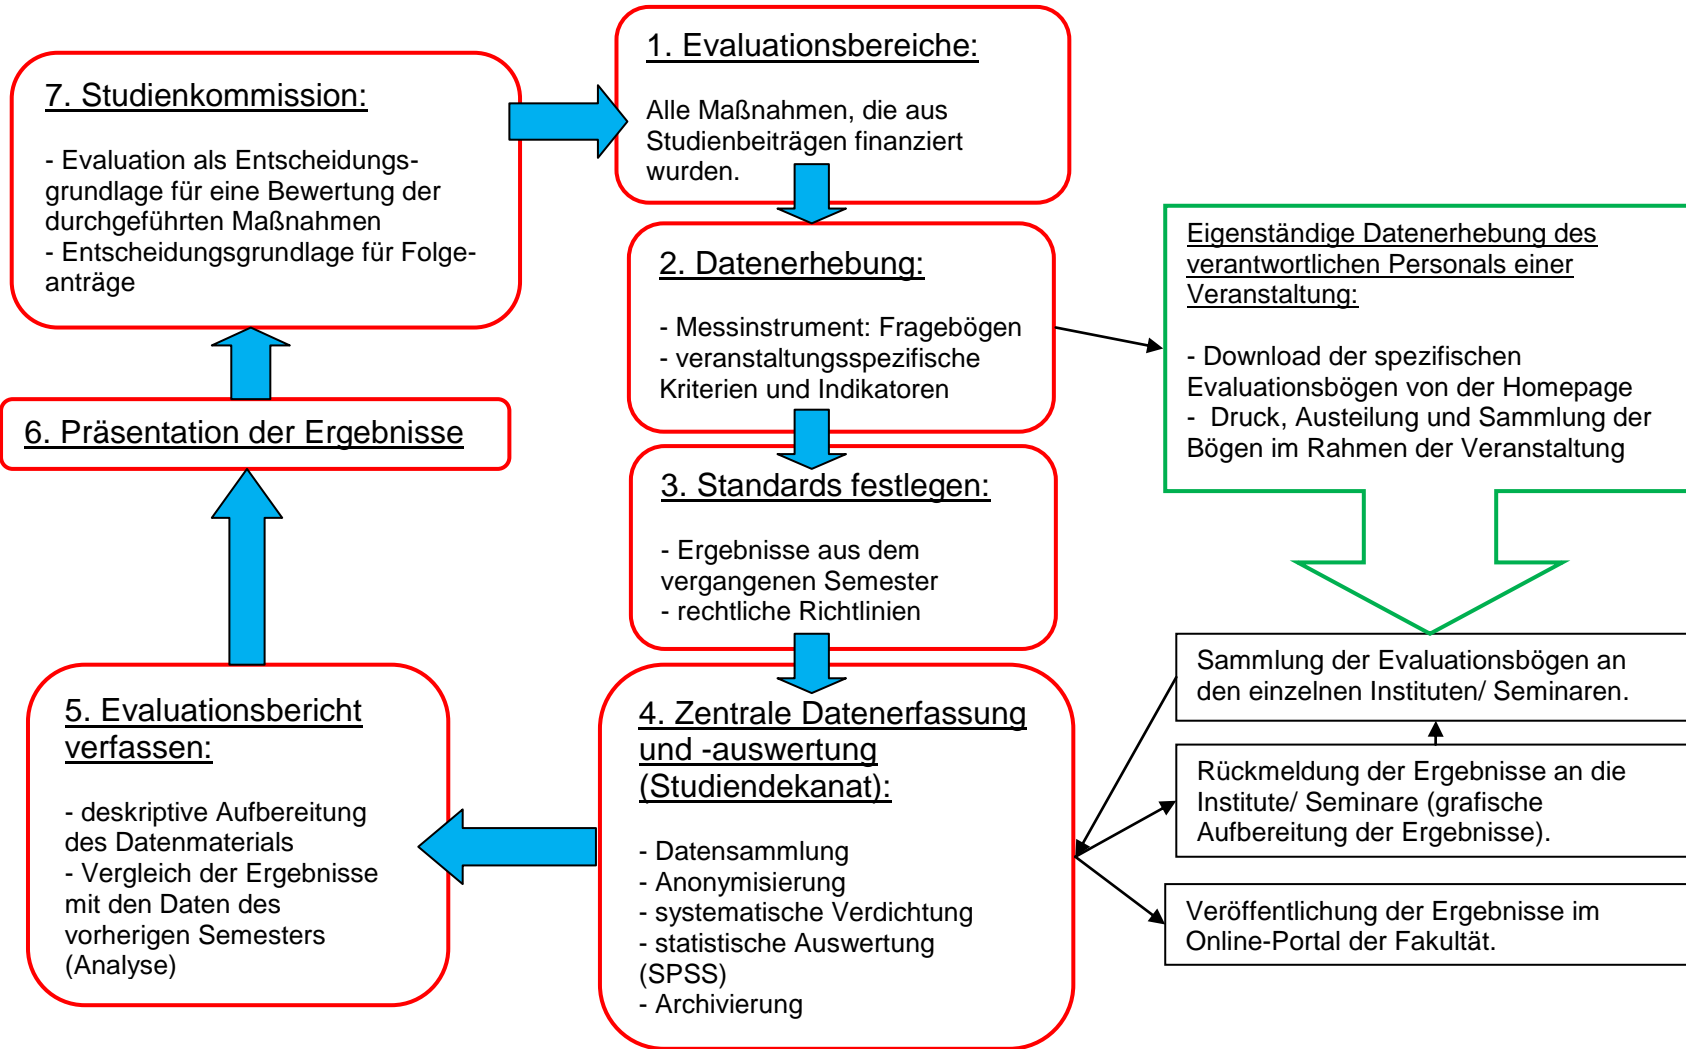 1. Evaluationsbereiche:
Alle Maßnahmen, die aus
Studienbeiträgen finanziert
wurden.
2. Datenerhebung:
- Messinstrument: Fragebögen
- veranstaltungsspezifische
Kriterien und Indikatoren
Eigenständige Datenerhebung des
verantwortlichen Personals einer
Veranstaltung:
- Download der spezifischen
Evaluationsbögen von der Homepage
- Druck, Austeilung und Sammlung der
Bögen im Rahmen der Veranstaltung
3. Standards festlegen:
- Ergebnisse aus dem
vergangenen Semester
- rechtliche Richtlinien
4. Zentrale Datenerfassung
und -auswertung
(Studiendekanat):
- Datensammlung
- Anonymisierung
- systematische Verdichtung
- statistische Auswertung
(SPSS)
- Archivierung
Sammlung der Evaluationsbögen an
den einzelnen Instituten/ Seminaren.
Rückmeldung der Ergebnisse an die
Institute/ Seminare (grafische
Aufbereitung der Ergebnisse).
Veröffentlichung der Ergebnisse im
Online-Portal der Fakultät.
5. Evaluationsbericht
verfassen:
- deskriptive Aufbereitung
des Datenmaterials
- Vergleich der Ergebnisse
mit den Daten des
vorherigen Semesters
(Analyse)
6. Präsentation der Ergebnisse
7. Studienkommission:
- Evaluation als Entscheidungs-
grundlage für eine Bewertung der
durchgeführten Maßnahmen
- Entscheidungsgrundlage für Folge-
anträge